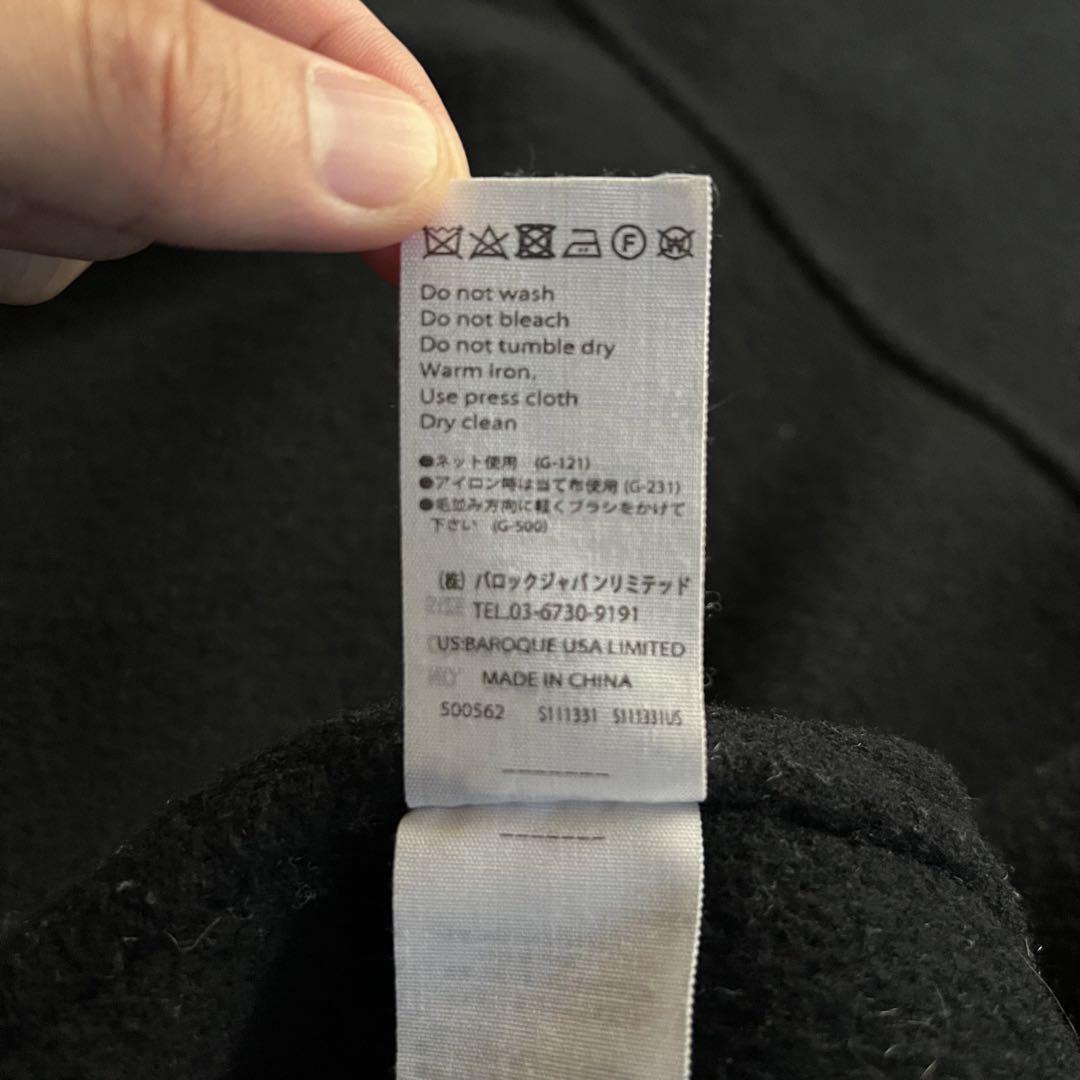 F W
Do not wash
Do not bleach
Do not tumble dry
Warm iron.
Use press cloth
Dry clean
●ネット使用 (G-121)
●アイロン時は当て布使用 (G-231)
●毛並み方向に軽くブラシをかけて
下さい (G-500)
(株) バロックジャパンリミテッド
TEL.03-6730-9191
US:BAROQUE USA LIMITED
MADE IN CHINA
500562 S111331 S111331US